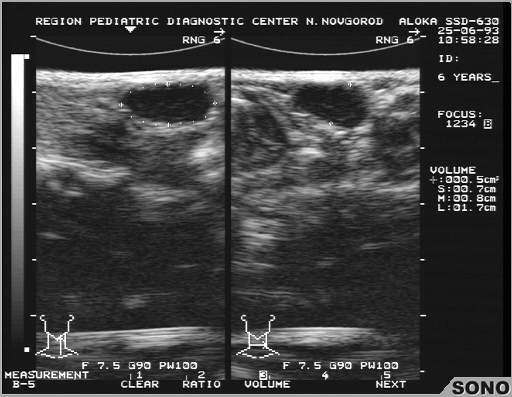 REGION PEDIATRIC DIAGNOSTIC CENTER N.NOVGOROD ALOKA SSD-630
25-06-93
RNG 6 RNG 6 10:58:28
ID:
6 YEARS_
FOCUS:
1234 B
VOLUME
+:000.5cm³
S:00.7cm
M:00.8cm
L:01.7cm
F 7.5 G90 PW100 F 7.5 G90 PW100
MEASUREMENT 1 2 3 4 5
B-5 CLEAR RATIO VOLUME NEXT
SONO